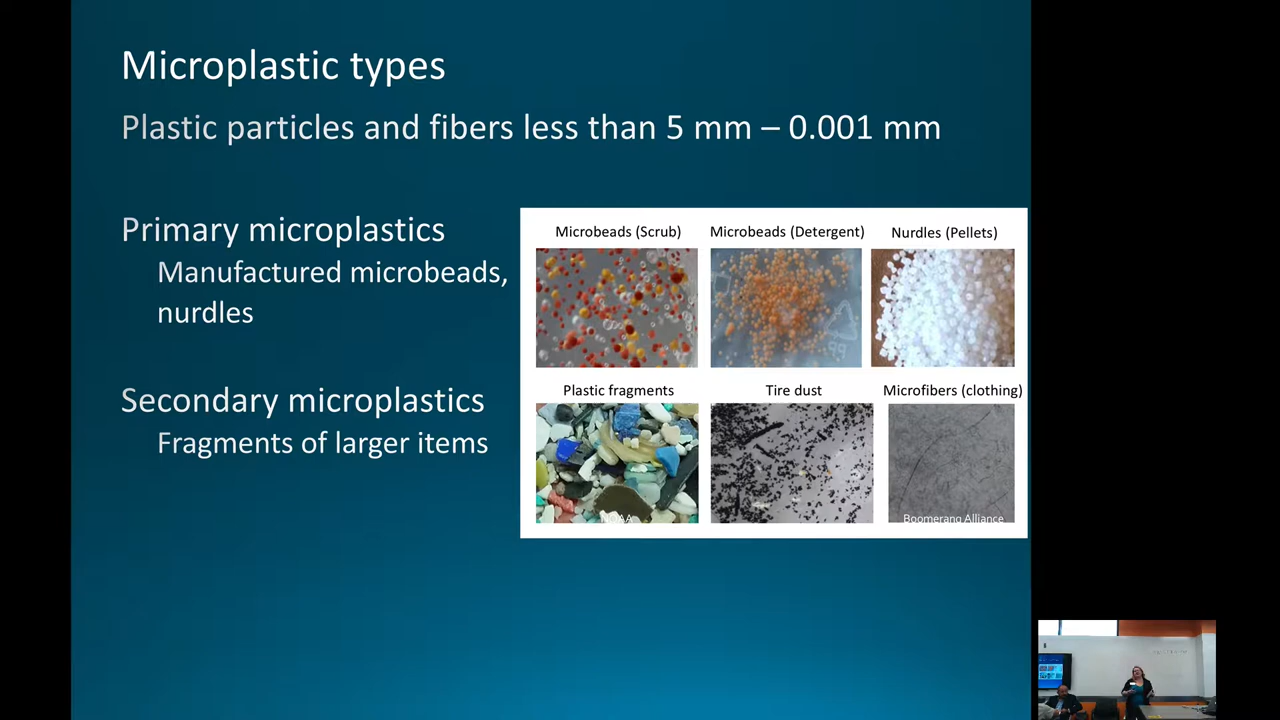 Microplastic types
Plastic particles and fibers less than 5 mm – 0.001 mm
Primary microplastics
Manufactured microbeads,
nurdles
Secondary microplastics
Fragments of larger items
Microbeads (Scrub)
Microbeads (Detergent)
Nurdles (Pellets)
Plastic fragments
Tire dust
Microfibers (clothing)
NOAA
Boomerang Alliance